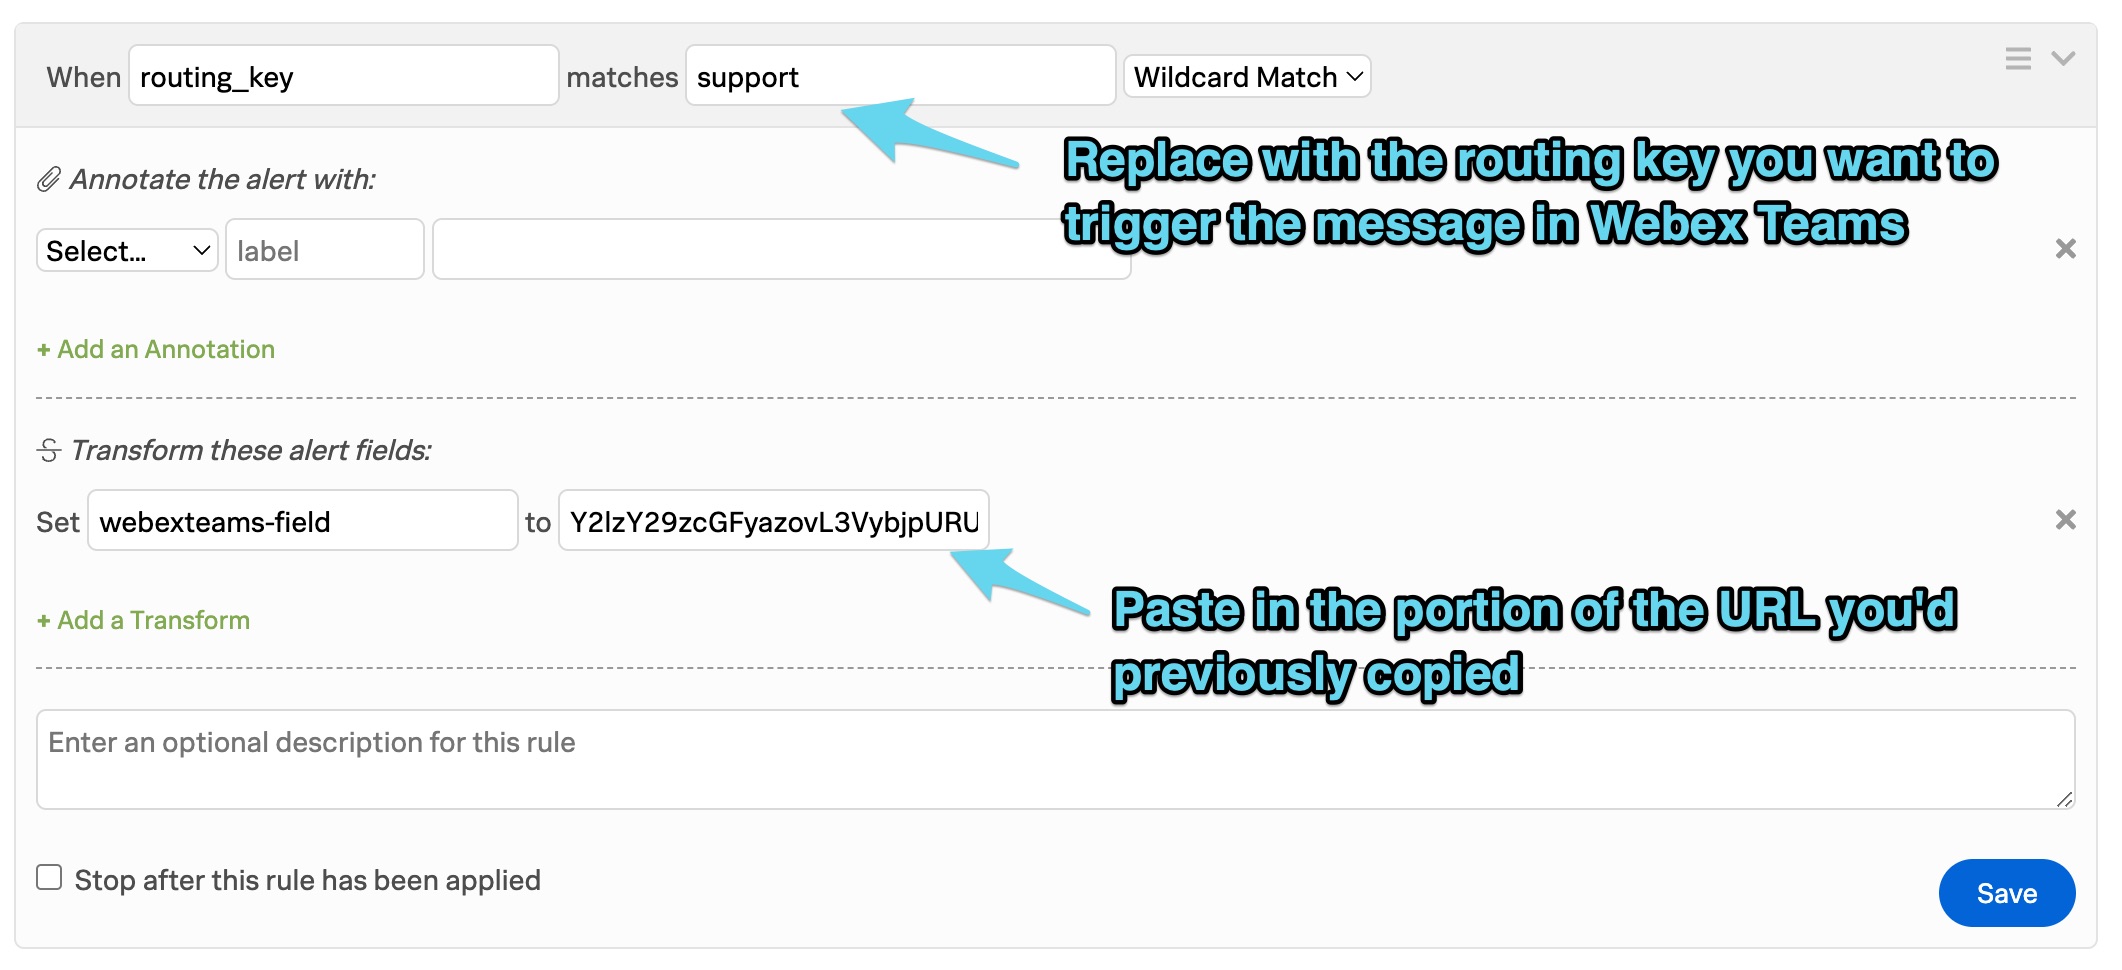 When routing_key matches support Wildcard Match
Replace with the routing key you want to
trigger the message in Webex Teams
Annotate the alert with:
Select... label
+ Add an Annotation
Transform these alert fields:
Set webexteams-field to Y2lzY29zcGFyazovL3VybjpURU
Paste in the portion of the URL you'd
previously copied
+ Add a Transform
Enter an optional description for this rule
Stop after this rule has been applied
Save